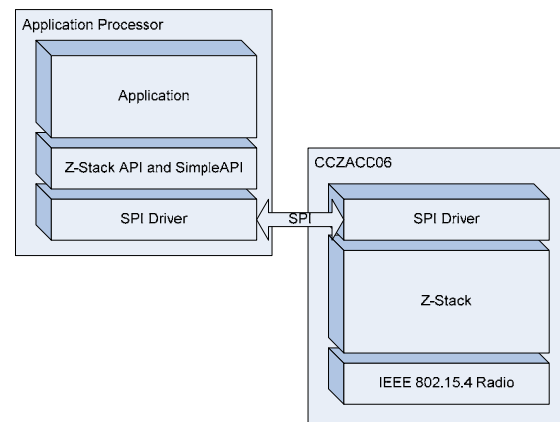 Application Processor
Application
Z-Stack API and SimpleAPI
SPI Driver
SPI
CCZACC06
SPI Driver
Z-Stack
IEEE 802.15.4 Radio